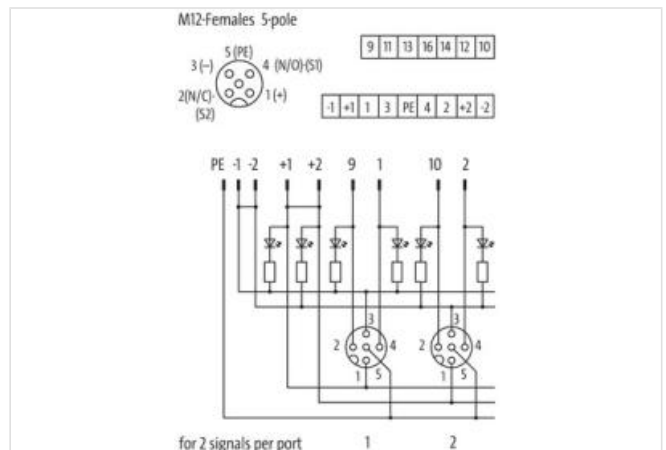 M12-Females 5-pole
5 (PE)
3 (–) 4 (N/O)·(S1)
2(N/C)· 1 (+)
(S2)
9 11 13 16 14 12 10
-1 +1 1 3 PE 4 2 +2 -2
PE -1 -2 +1 +2 9 1 10 2
3 3
2 4 2 4
1 5 1 5
for 2 signals per port 1 2